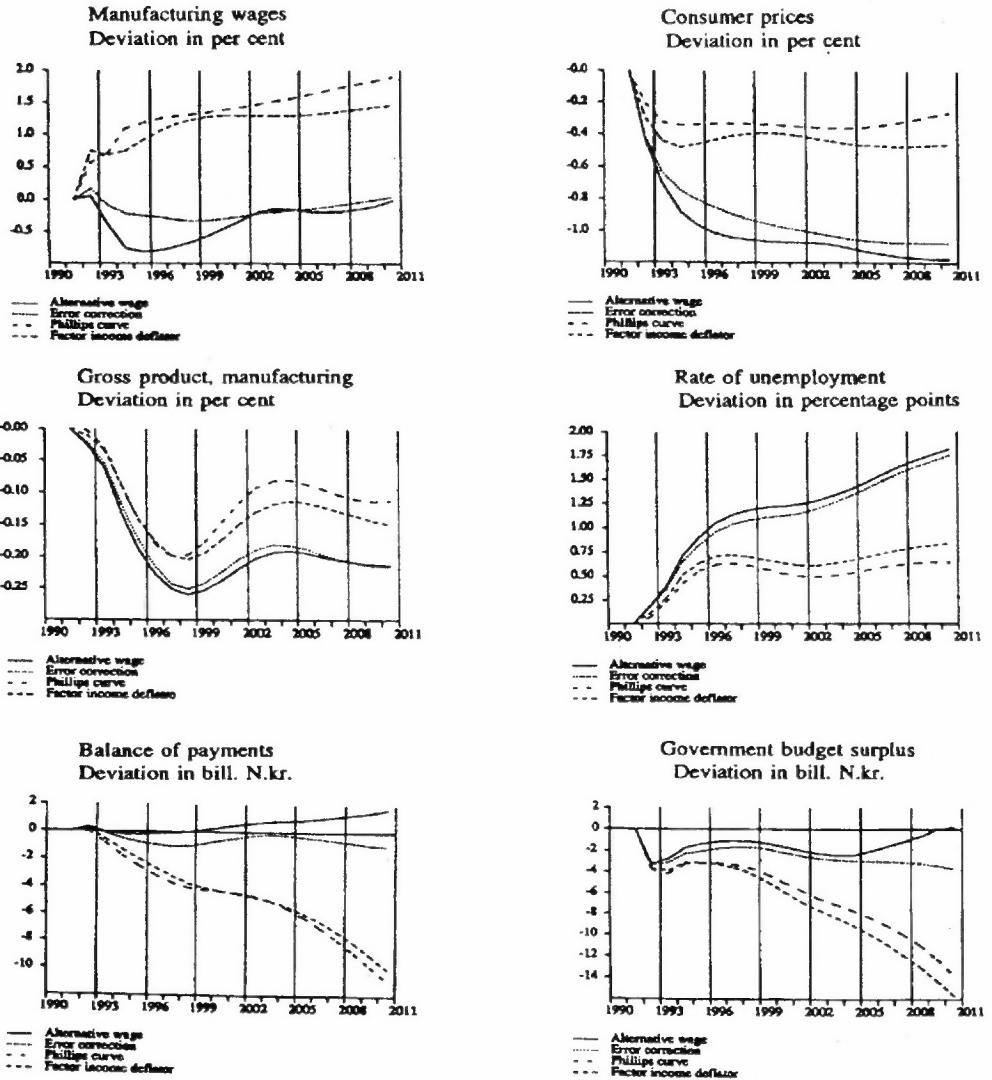 Manufacturing wages
Deviation in per cent
2.0
1.5
1.0
0.5
0.0
-0.5
1990 1993 1996 1999 2002 2005 2008 2011
Alternative wage
Error correction
Phillips curve
Factor income deflator
Consumer prices
Deviation in per cent
-0.0
-0.2
-0.4
-0.6
-0.8
-1.0
1990 1993 1996 1999 2002 2005 2008 2011
Alternative wage
Error correction
Phillips curve
Factor income deflator
Gross product, manufacturing
Deviation in per cent
-0.00
-0.05
-0.10
-0.15
-0.20
-0.25
1990 1993 1996 1999 2002 2005 2008 2011
Alternative wage
Error correction
Phillips curve
Factor income deflator
Rate of unemployment
Deviation in percentage points
2.00
1.75
1.50
1.25
1.00
0.75
0.50
0.25
1990 1993 1996 1999 2002 2005 2008 2011
Alternative wage
Error correction
Phillips curve
Factor income deflator
Balance of payments
Deviation in bill. N.kr.
2
0
-2
-4
-6
-8
-10
1990 1993 1996 1999 2002 2005 2008 2011
Alternative wage
Error correction
Phillips curve
Factor income deflator
Government budget surplus
Deviation in bill. N.kr.
2
0
-2
-4
-6
-8
-10
-12
-14
1990 1993 1996 1999 2002 2005 2008 2011
Alternative wage
Error correction
Phillips curve
Factor income deflator